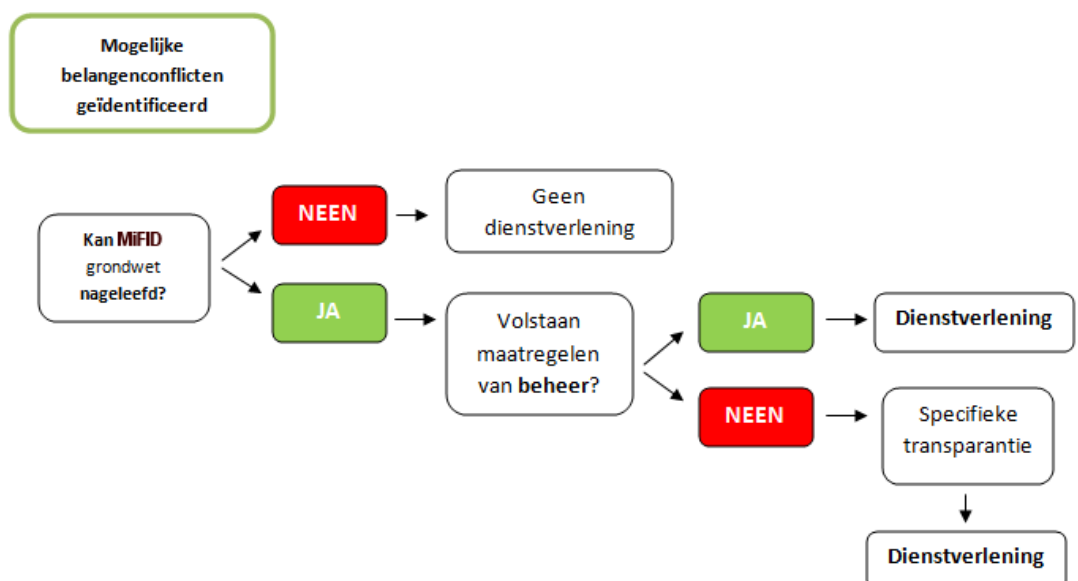 Mogelijke
belangenconflicten
geïdentificeerd
Kan MiFID
grondwet
nageleefd?
NEEN
Geen
dienstverlening
JA
Volstaan
maatregelen
van beheer?
JA
Dienstverlening
NEEN
Specifieke
transparantie
Dienstverlening